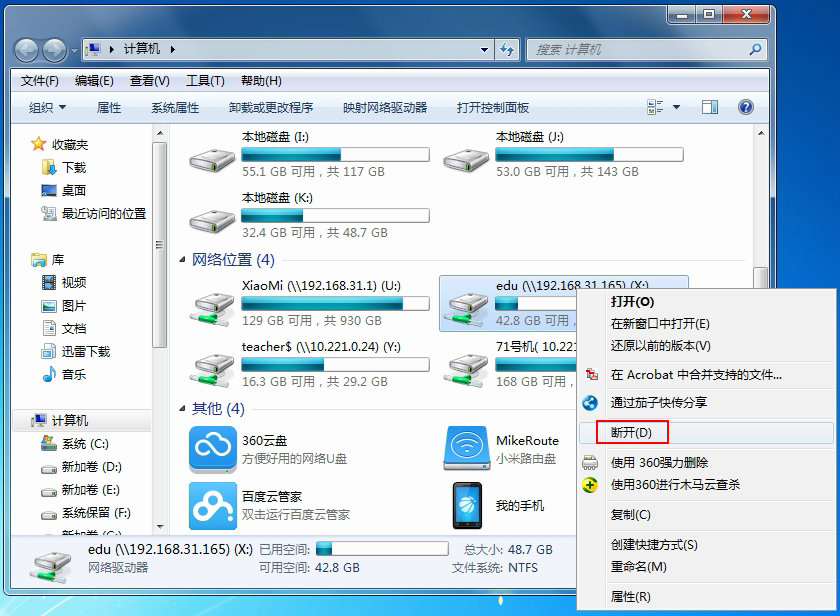 计算机
搜索 计算机
文件(F) 编辑(E) 查看(V) 工具(T) 帮助(H)
组织 属性 系统属性 卸载或更改程序 映射网络驱动器 打开控制面板
收藏夹
下载
桌面
最近访问的位置
库
视频
图片
文档
迅雷下载
音乐
计算机
系统 (C:)
新加卷 (D:)
新加卷 (E:)
系统保留 (F:)
本地磁盘 (I:)
55.1 GB 可用，共 117 GB
本地磁盘 (J:)
53.0 GB 可用，共 143 GB
本地磁盘 (K:)
32.4 GB 可用，共 48.7 GB
网络位置 (4)
XiaoMi (\\192.168.31.1) (U:)
129 GB 可用，共 930 GB
edu (\\192.168.31.165) (X:)
42.8 GB 可用，
teacher$ (\\10.221.0.24) (Y:)
16.3 GB 可用，共 29.2 GB
71号机( 10.221
168 GB 可用，
其他 (4)
360云盘
方便好用的网络U盘
MikeRoute
小米路由盘
百度云管家
双击运行百度云管家
我的手机
打开(O)
在新窗口中打开(E)
还原以前的版本(V)
在 Acrobat 中合并支持的文件...
通过茄子快传分享
断开(D)
使用 360强力删除
使用360进行木马云查杀
复制(C)
创建快捷方式(S)
重命名(M)
属性(R)
edu (\\192.168.31.165) (X:) 已用空间: 总大小: 48.7 GB
网络驱动器 可用空间: 42.8 GB 文件系统: NTFS